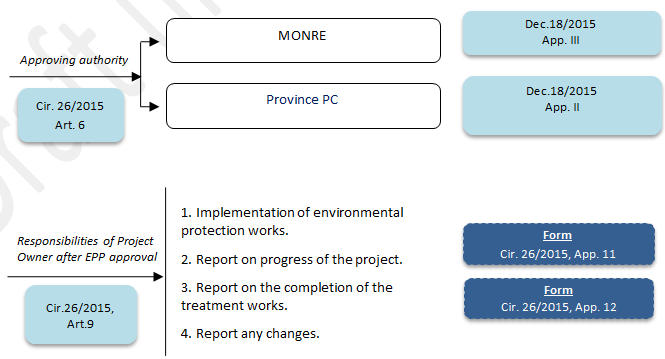 MONRE
Dec.18/2015
App. III
Approving authority
Province PC
Dec.18/2015
App. II
Cir. 26/2015
Art. 6
Responsibilities of Project
Owner after EPP approval
Cir.26/2015,
Art.9
1. Implementation of environmental
protection works.
2. Report on progress of the project.
3. Report on the completion of the
treatment works.
4. Report any changes.
Form
Cir. 26/2015, App. 11
Form
Cir. 26/2015, App. 12